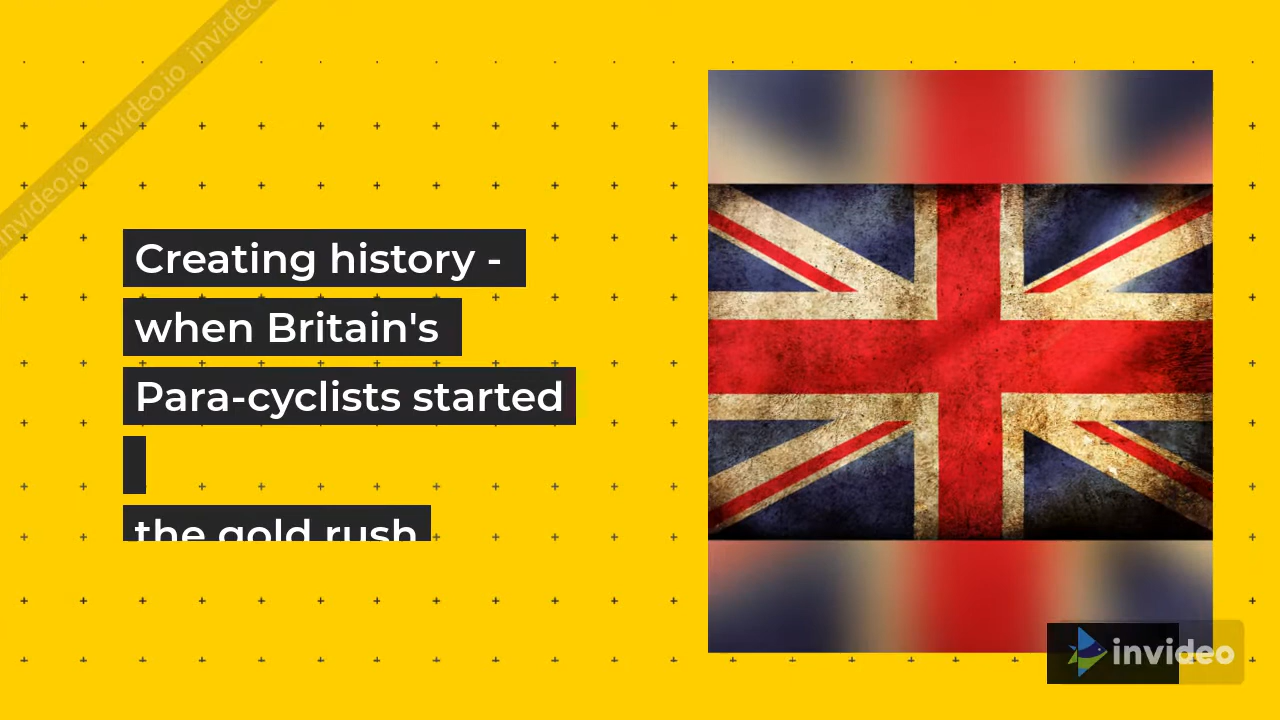 invideo.io invideo.io invideo
Creating history -
when Britain's
Para-cyclists started
the gold rush
invideo